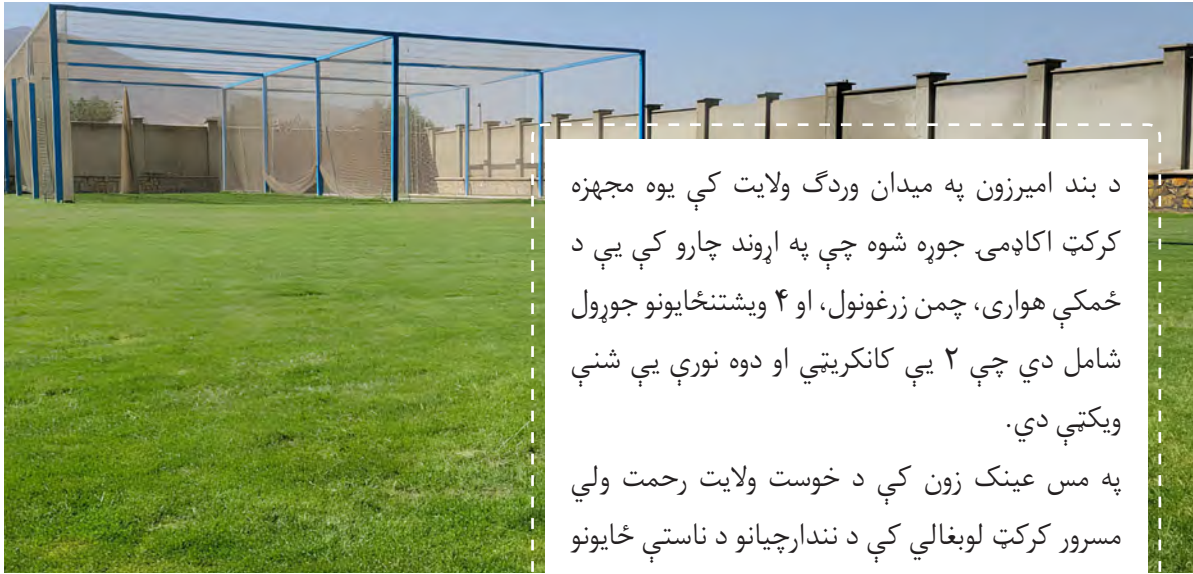 د بند امیرزون په میدان وردګ ولایت کې یوه مجهزه
کرکټ اکاډمۍ جوړه شوه چې په اړوند چارو کې یې د
ځمکې هوارۍ، چمن زرغونول، او ۴ ویشتنځایونو جوړول
شامل دي چې ۲ یې کانکریټي او دوه نورې یې شنې
ویکټې دي.
په مس عینک زون کې د خوست ولایت رحمت ولي
مسرور کرکټ لوبغالي کې د نندارچیانو د ناستې ځایونو